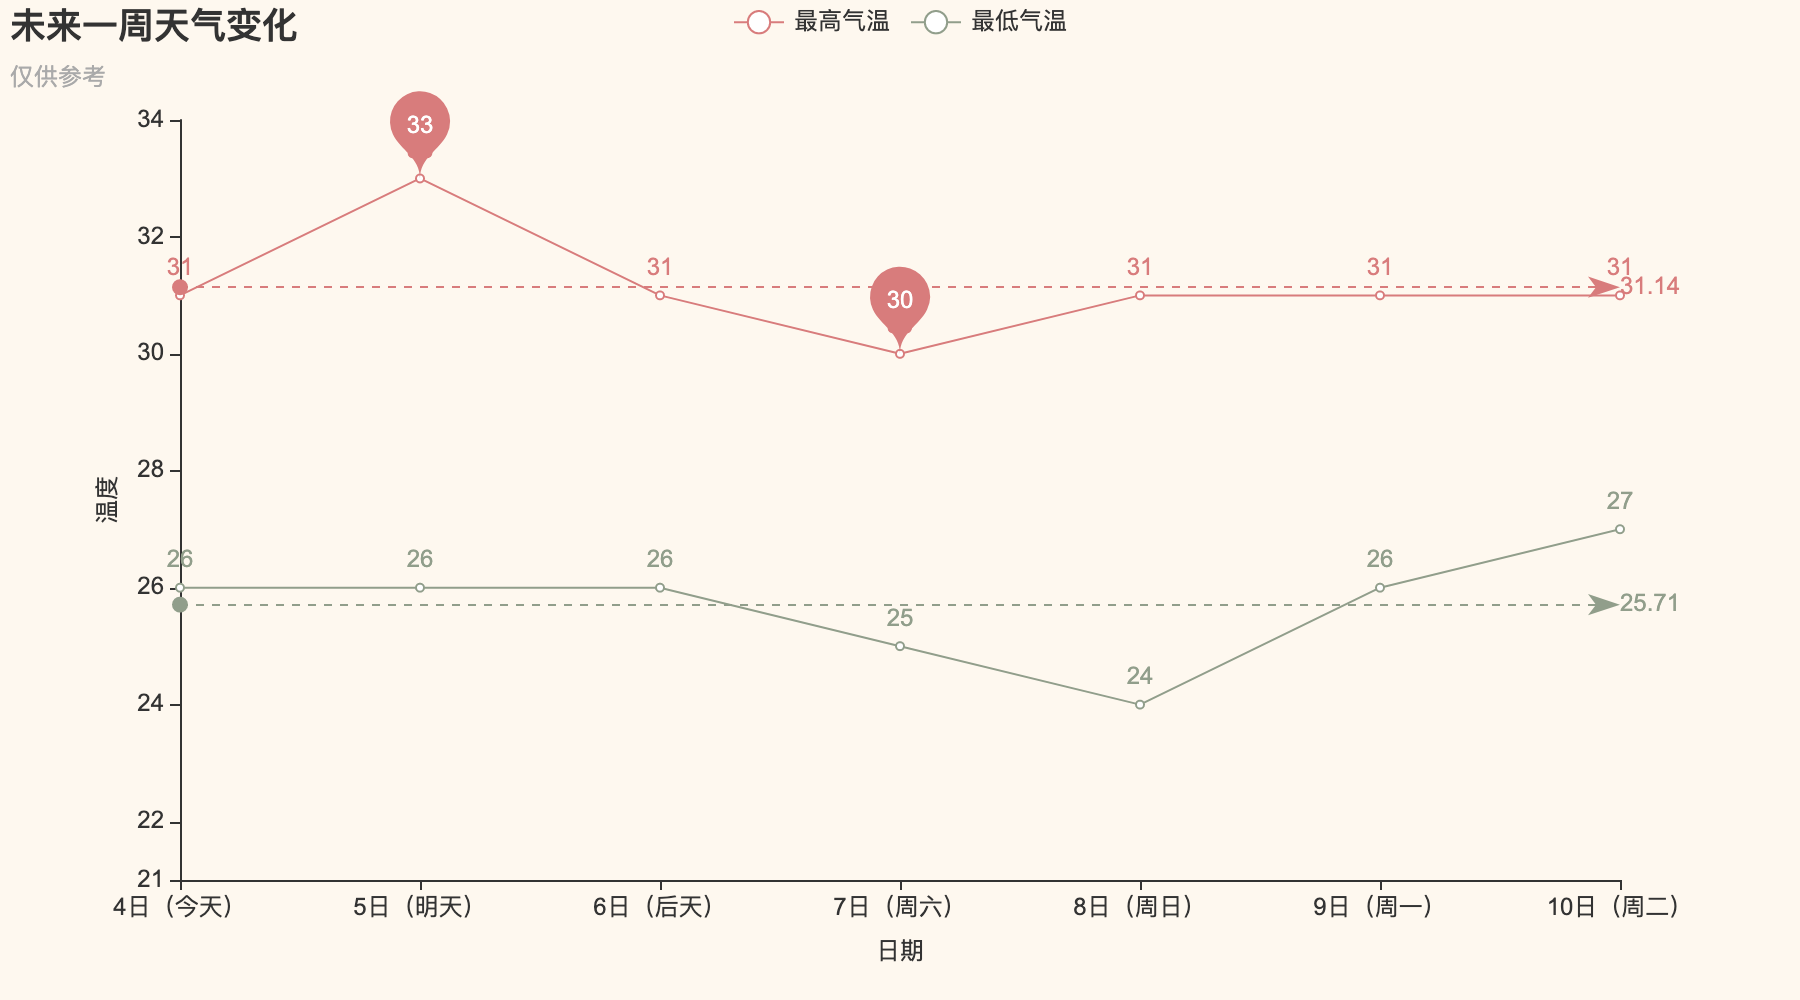 未来一周天气变化
最高气温
最低气温
仅供参考
34
33
32
31
31
31
31
31
31.14
30
30
28
温度
27
26
26
26
26
26
25.71
25
24
24
22
21
4日（今天）
5日（明天）
6日（后天）
7日（周六）
8日（周日）
9日（周一）
10日（周二）
日期